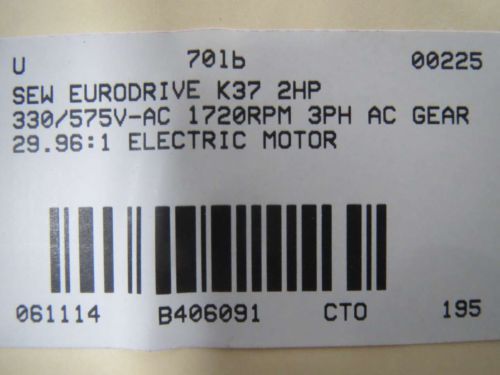 U 70lb 00225
SEW EURODRIVE K37 2HP
330/575V-AC 1720RPM 3PH AC GEAR
29.96:1 ELECTRIC MOTOR
061114 B406091 CTO 195